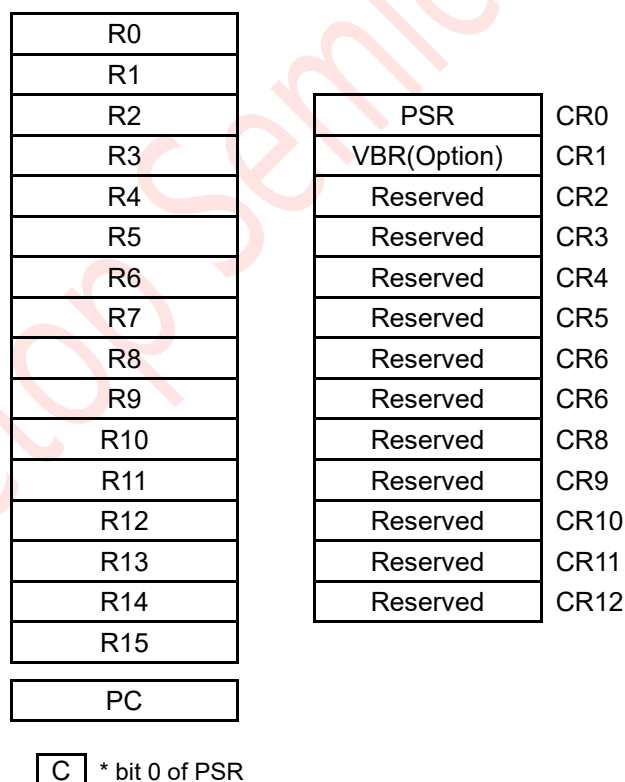 R0
R1
R2
R3
R4
R5
R6
R7
R8
R9
R10
R11
R12
R13
R14
R15
PC
C * bit 0 of PSR
PSR CR0
VBR(Option) CR1
Reserved CR2
Reserved CR3
Reserved CR4
Reserved CR5
Reserved CR6
Reserved CR6
Reserved CR8
Reserved CR9
Reserved CR10
Reserved CR11
Reserved CR12